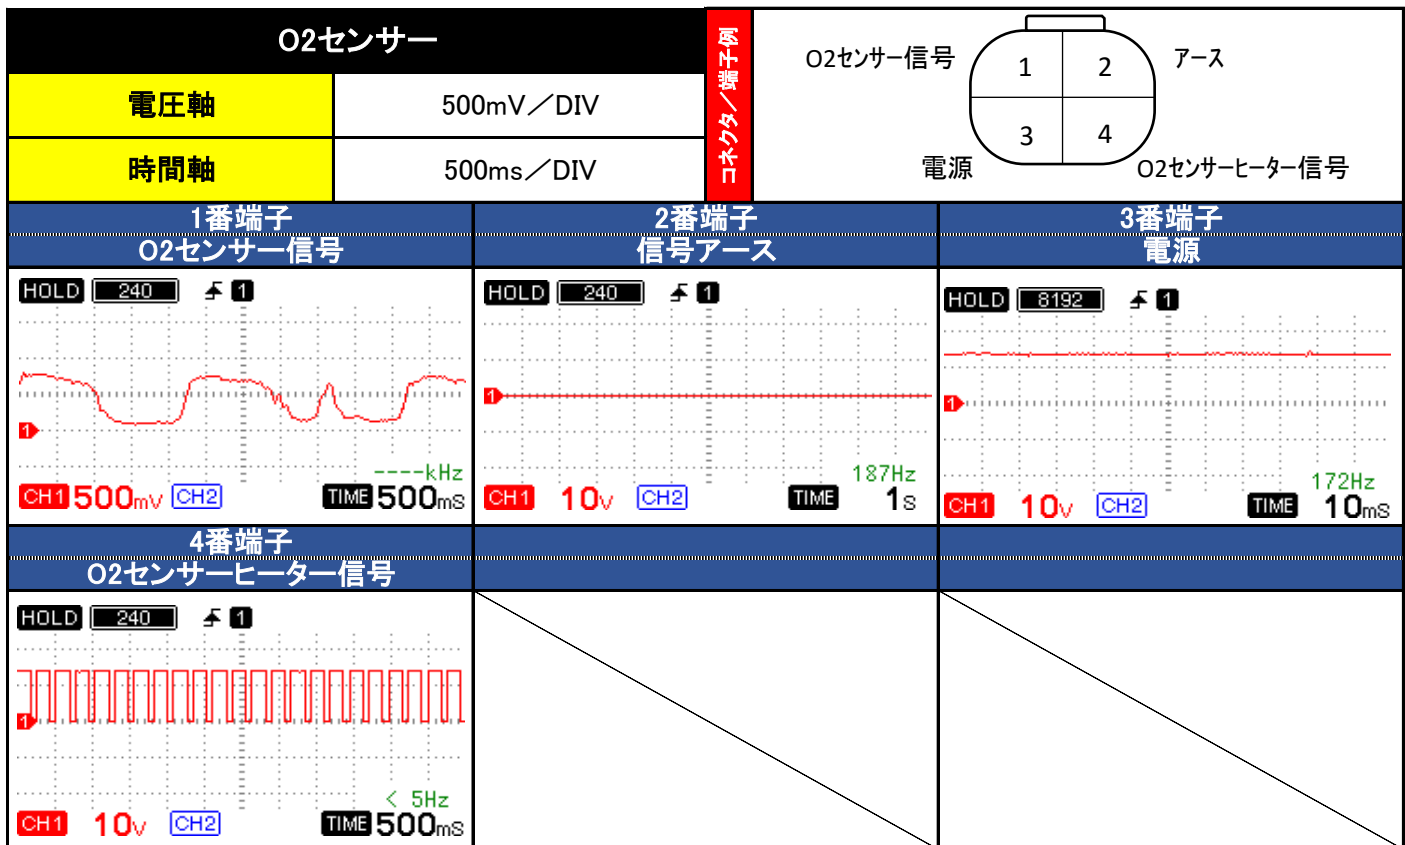 O2センサー
電圧軸
500mV／DIV
時間軸
500ms／DIV
コネクタ／端子例
O2センサー信号
1
2
アース
3
4
電源
O2センサーヒーター信号
1番端子
2番端子
3番端子
O2センサー信号
信号アース
電源
HOLD 240 1
1
----kHz
CH1 500mV CH2 TIME 500mS
HOLD 240 1
1
187Hz
CH1 10V CH2 TIME 1S
HOLD 8192 1
1
172Hz
CH1 10V CH2 TIME 10mS
4番端子
O2センサーヒーター信号
HOLD 240 1
1
< 5Hz
CH1 10V CH2 TIME 500mS